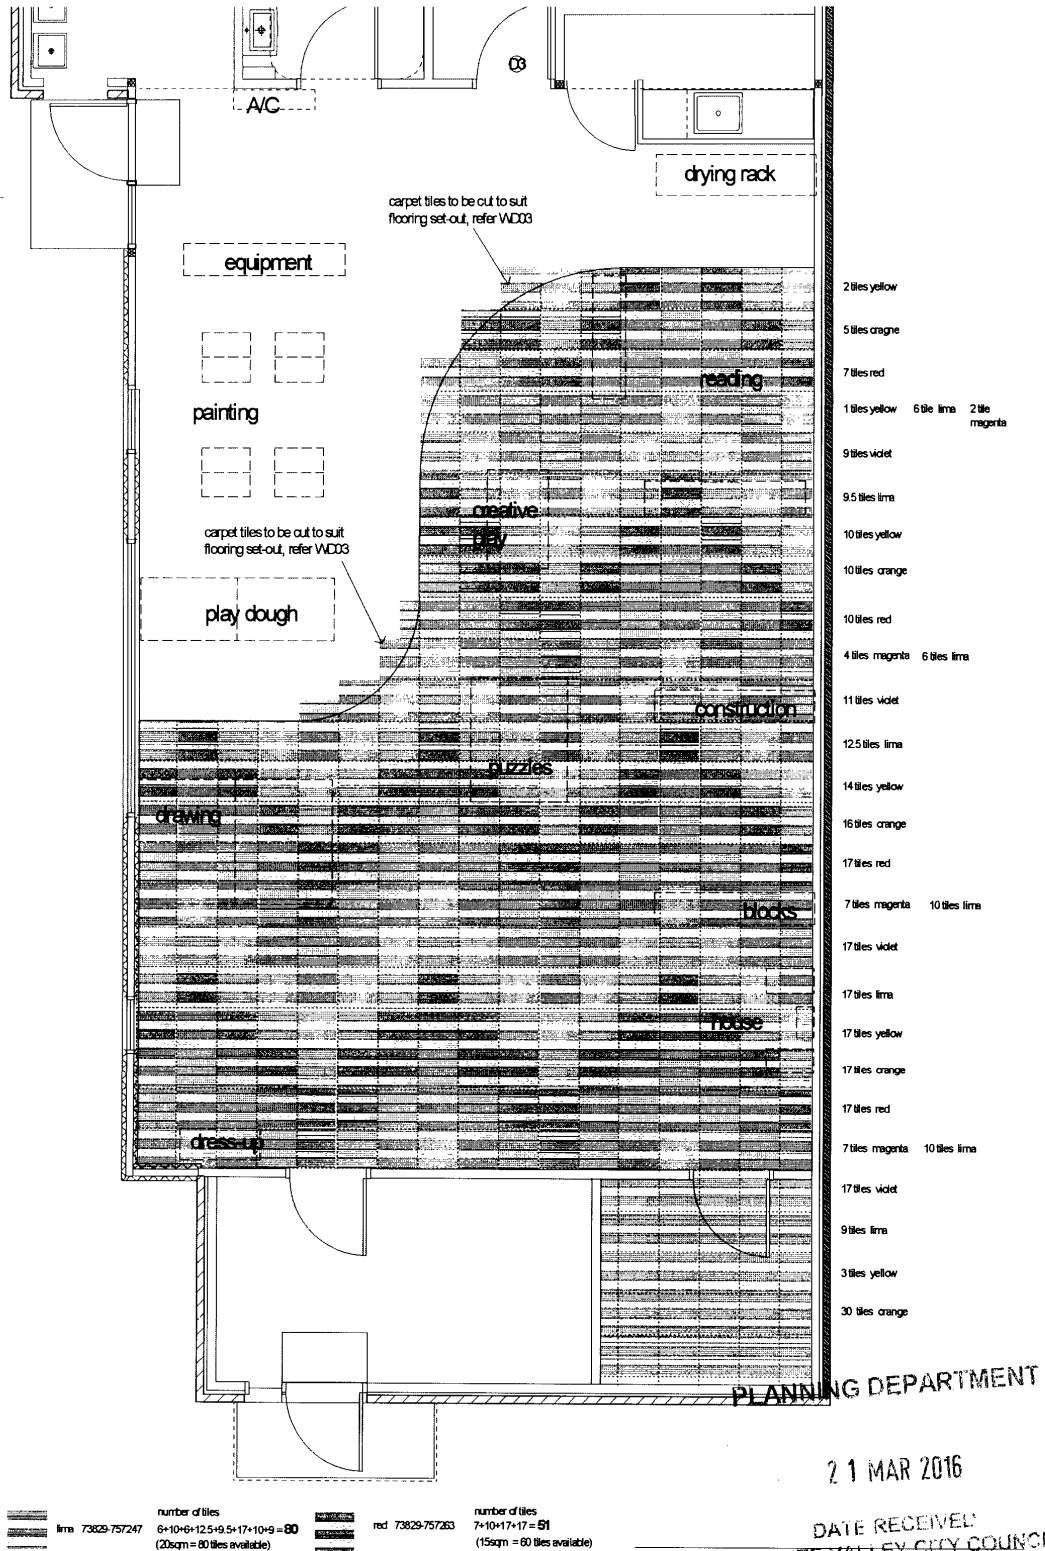 D3
A/C
drying rack
carpet tiles to be cut to suit
flooring set-out, refer WD03
equipment
2 tiles yellow
5 tiles oragne
7 tiles red
reading
painting
1 tiles yellow 6 tile lima 2 tile
magenta
9 tiles violet
9.5 tiles lima
creative
play
carpet tiles to be cut to suit
flooring set-out, refer WD03
10 tiles yellow
10 tiles orange
play dough
10 tiles red
4 tiles magenta 6 tiles lima
11 tiles violet
construction
12.5 tiles lima
puzzles
14 tiles yellow
drawing
16 tiles orange
17 tiles red
7 tiles magenta 10 tiles lima
blocks
17 tiles violet
17 tiles lima
house
17 tiles yellow
17 tiles orange
17 tiles red
dress-up
7 tiles magenta 10 tiles lima
17 tiles violet
9 tiles lima
3 tiles yellow
30 tiles orange
PLANNING DEPARTMENT
21 MAR 2016
DATE RECEIVED
VALLEY CITY COUNCI
number of tiles
lima 73829-757247 6+10+6+12.5+9.5+17+10+9 = 80
(20sqm = 80 tiles available)
number of tiles
red 73829-757263 7+10+17+17 = 51
(15sqm = 60 tiles available)